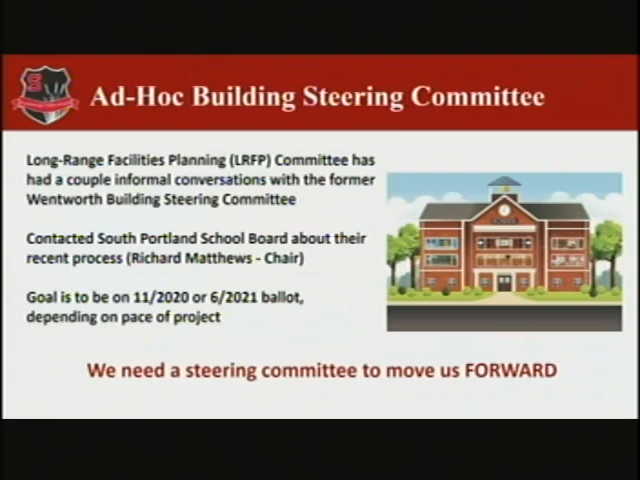 Ad-Hoc Building Steering Committee
Long-Range Facilities Planning (LRFP) Committee has
had a couple informal conversations with the former
Wentworth Building Steering Committee
Contacted South Portland School Board about their
recent process (Richard Matthews - Chair)
Goal is to be on 11/2020 or 6/2021 ballot,
depending on pace of project
We need a steering committee to move us FORWARD